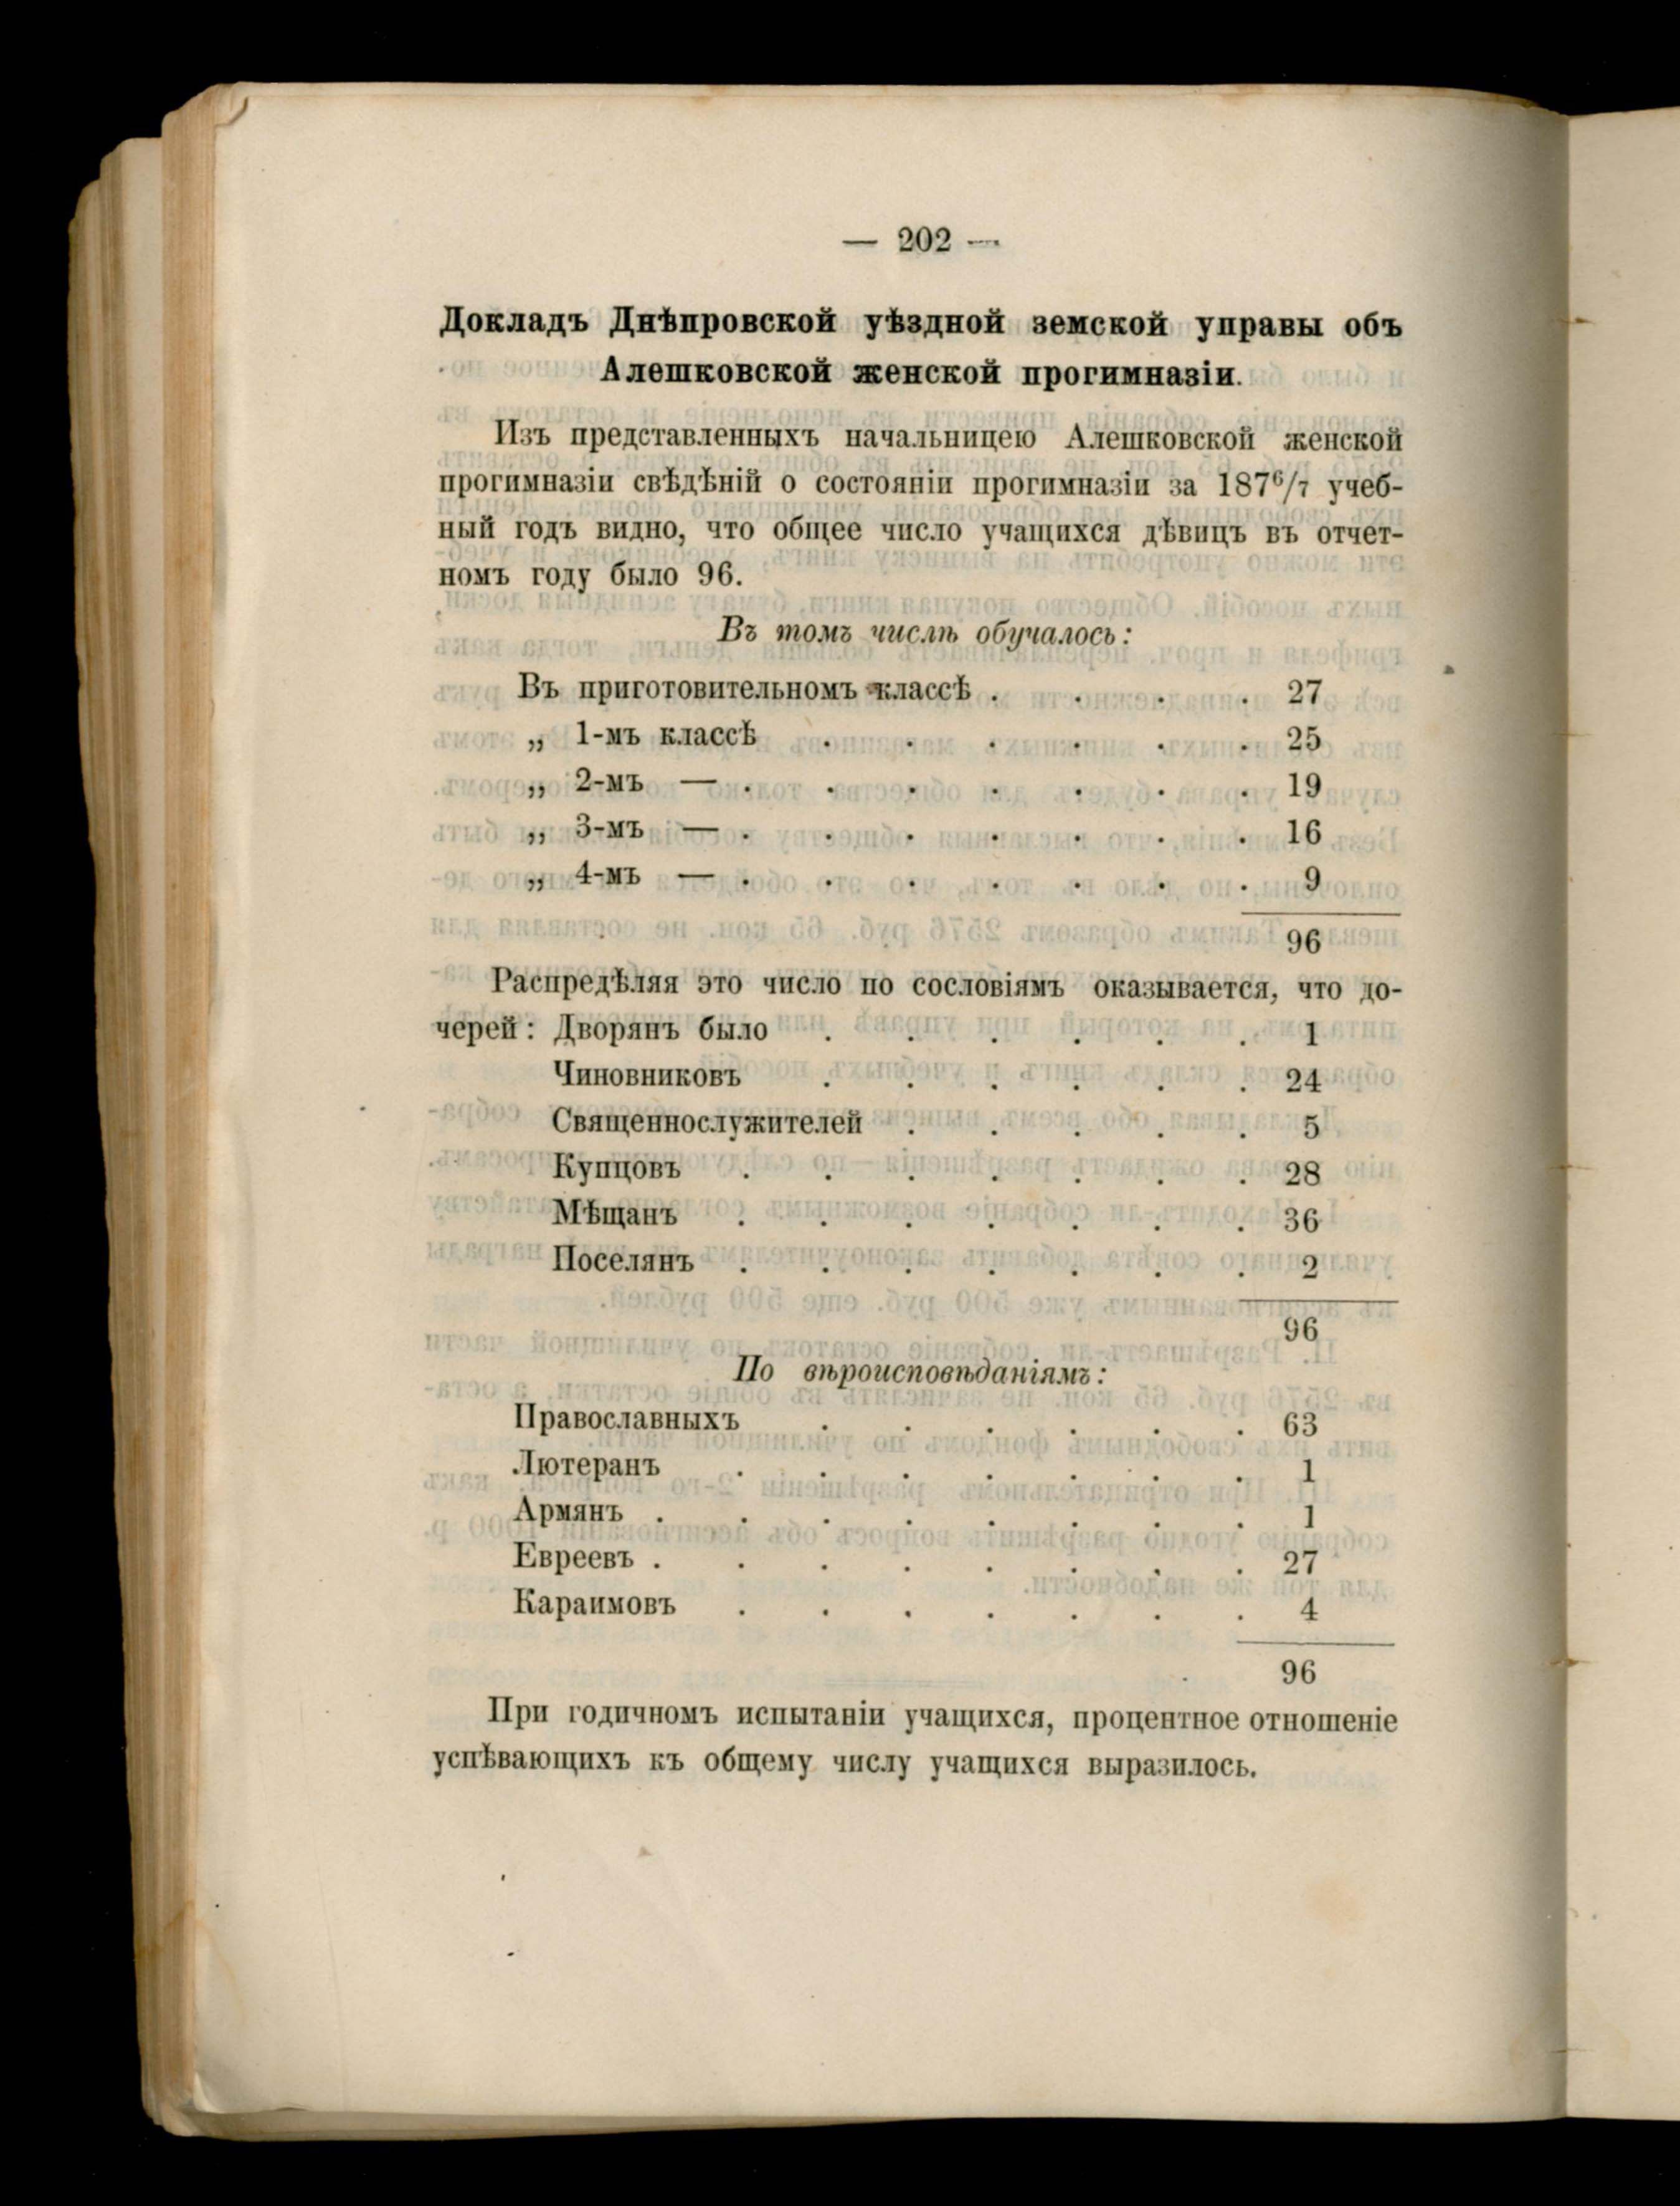 — 202 —
Докладъ Днѣпровской уѣздной земской управы объ
Алешковской женской прогимназіи.
Изъ представленныхъ начальницею Алешковской женской
прогимназіи свѣдѣній о состояніи прогимназіи за 187⁶/₇ учеб-
ный годъ видно, что общее число учащихся дѣвицъ въ отчет-
номъ году было 96.
Въ томъ числѣ обучалось:
Въ приготовительномъ классѣ . . . . 27
„ 1-мъ классѣ . . . . . . 25
„ 2-мъ — . . . . . . . 19
„ 3-мъ — . . . . . . . 16
„ 4-мъ — . . . . . . . 9
96
Распредѣляя это число по сословіямъ оказывается, что до-
черей: Дворянъ было . . . . . . 1
Чиновниковъ . . . . . . 24
Священнослужителей . . . . . 5
Купцовъ . . . . . . . 28
Мѣщанъ . . . . . . . 36
Поселянъ . . . . . . . 2
96
По вѣроисповѣданіямъ:
Православныхъ . . . . . . 63
Лютеранъ . . . . . . . 1
Армянъ . . . . . . . . 1
Евреевъ . . . . . . . . 27
Караимовъ . . . . . . . 4
96
При годичномъ испытаніи учащихся, процентное отношеніе
успѣвающихъ къ общему числу учащихся выразилось.